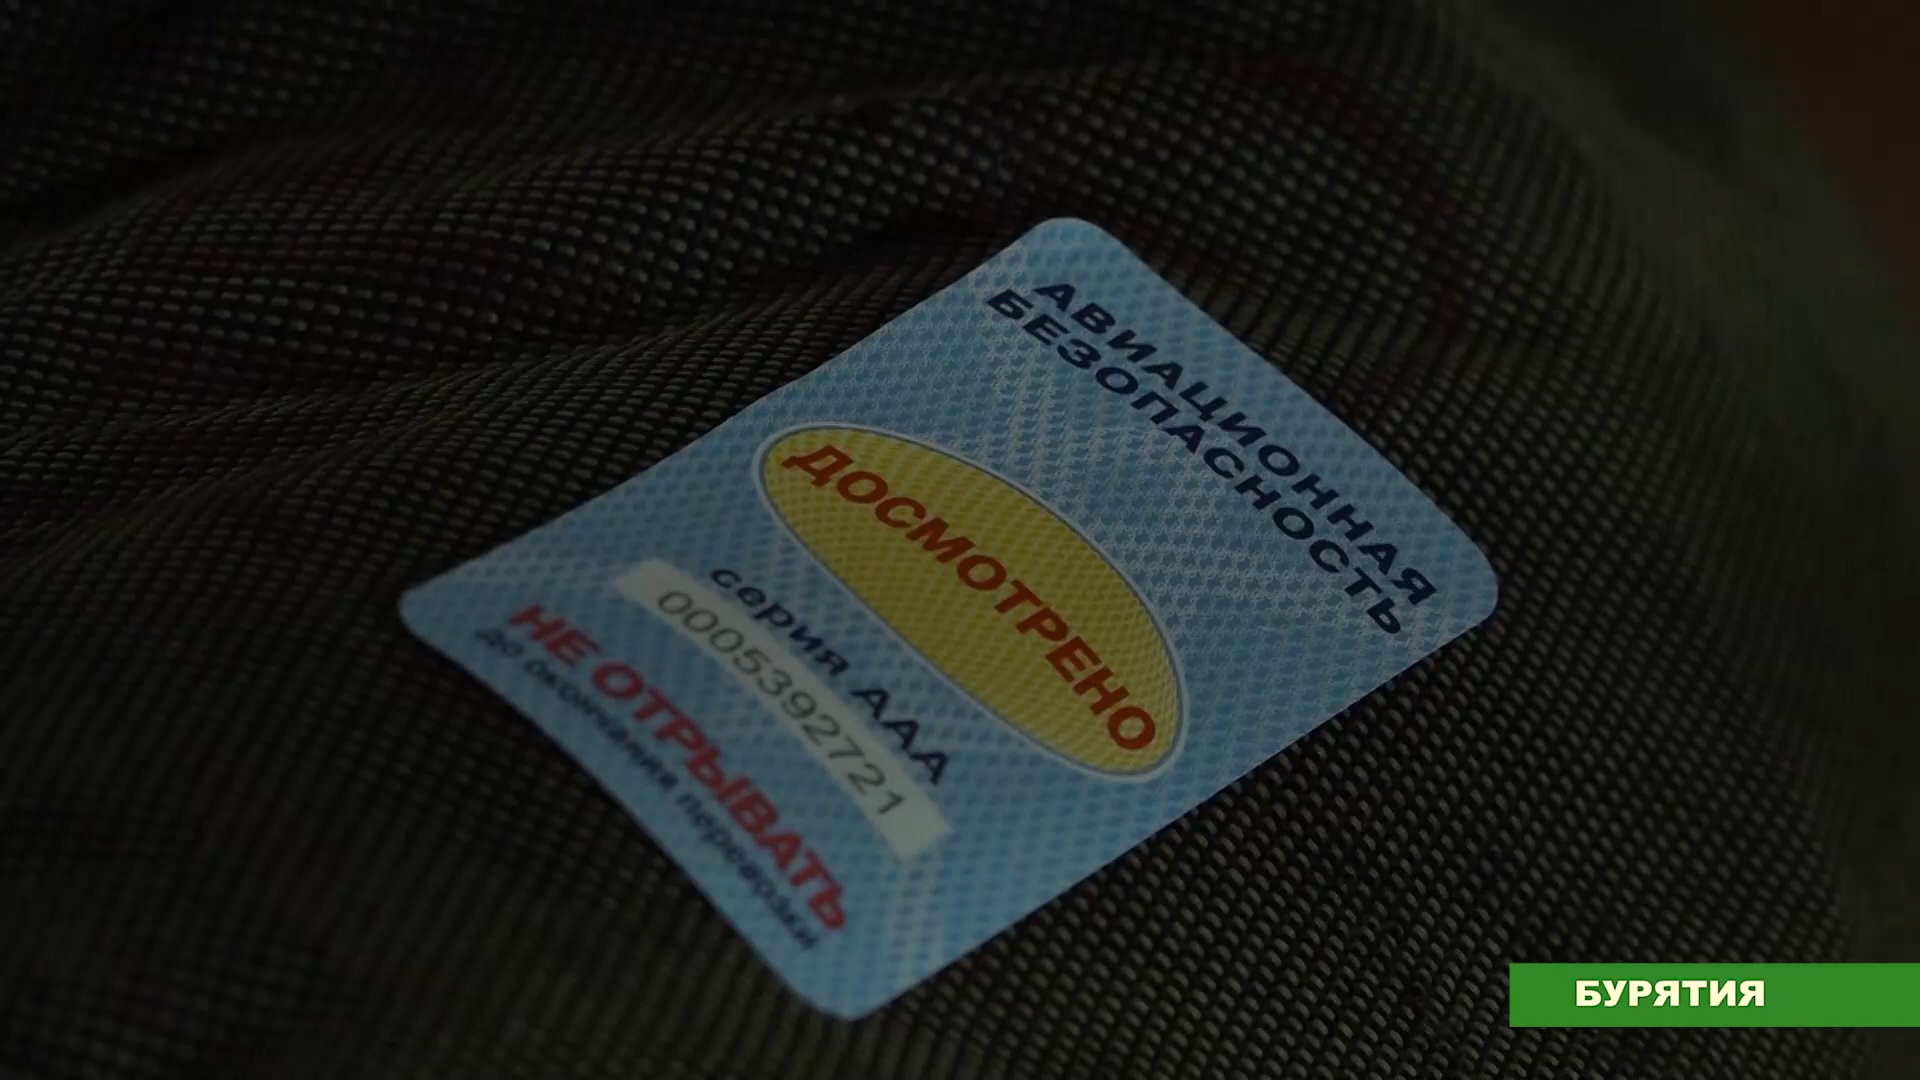 АВИАЦИОННАЯ
БЕЗОПАСНОСТЬ
ДОСМОТРЕНО
серия ААА
0005392721
НЕ ОТРЫВАТЬ
до окончания перевозки
БУРЯТИЯ